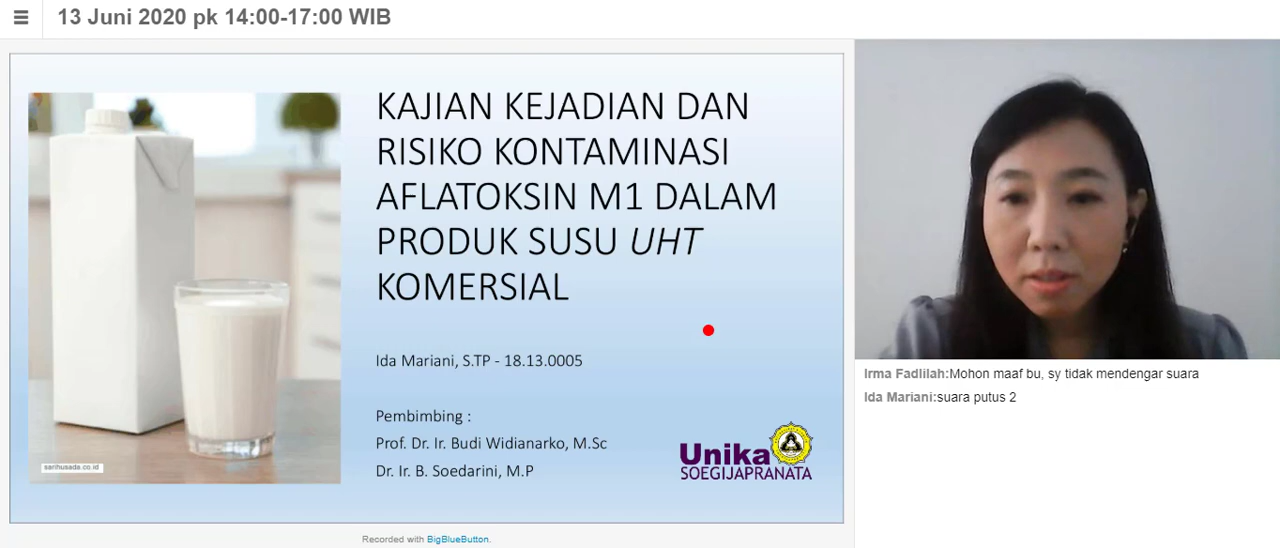 13 Juni 2020 pk 14:00-17:00 WIB
KAJIAN KEJADIAN DAN
RISIKO KONTAMINASI
AFLATOKSIN M1 DALAM
PRODUK SUSU UHT
KOMERSIAL
Ida Mariani, S.TP - 18.13.0005
Pembimbing :
Prof. Dr. Ir. Budi Widianarko, M.Sc
Dr. Ir. B. Soedarini, M.P
sarihusada.co.id
Unika
SOEGIJAPRANATA
Irma Fadlilah:Mohon maaf bu, sy tidak mendengar suara
Ida Mariani:suara putus 2
Recorded with BigBlueButton.